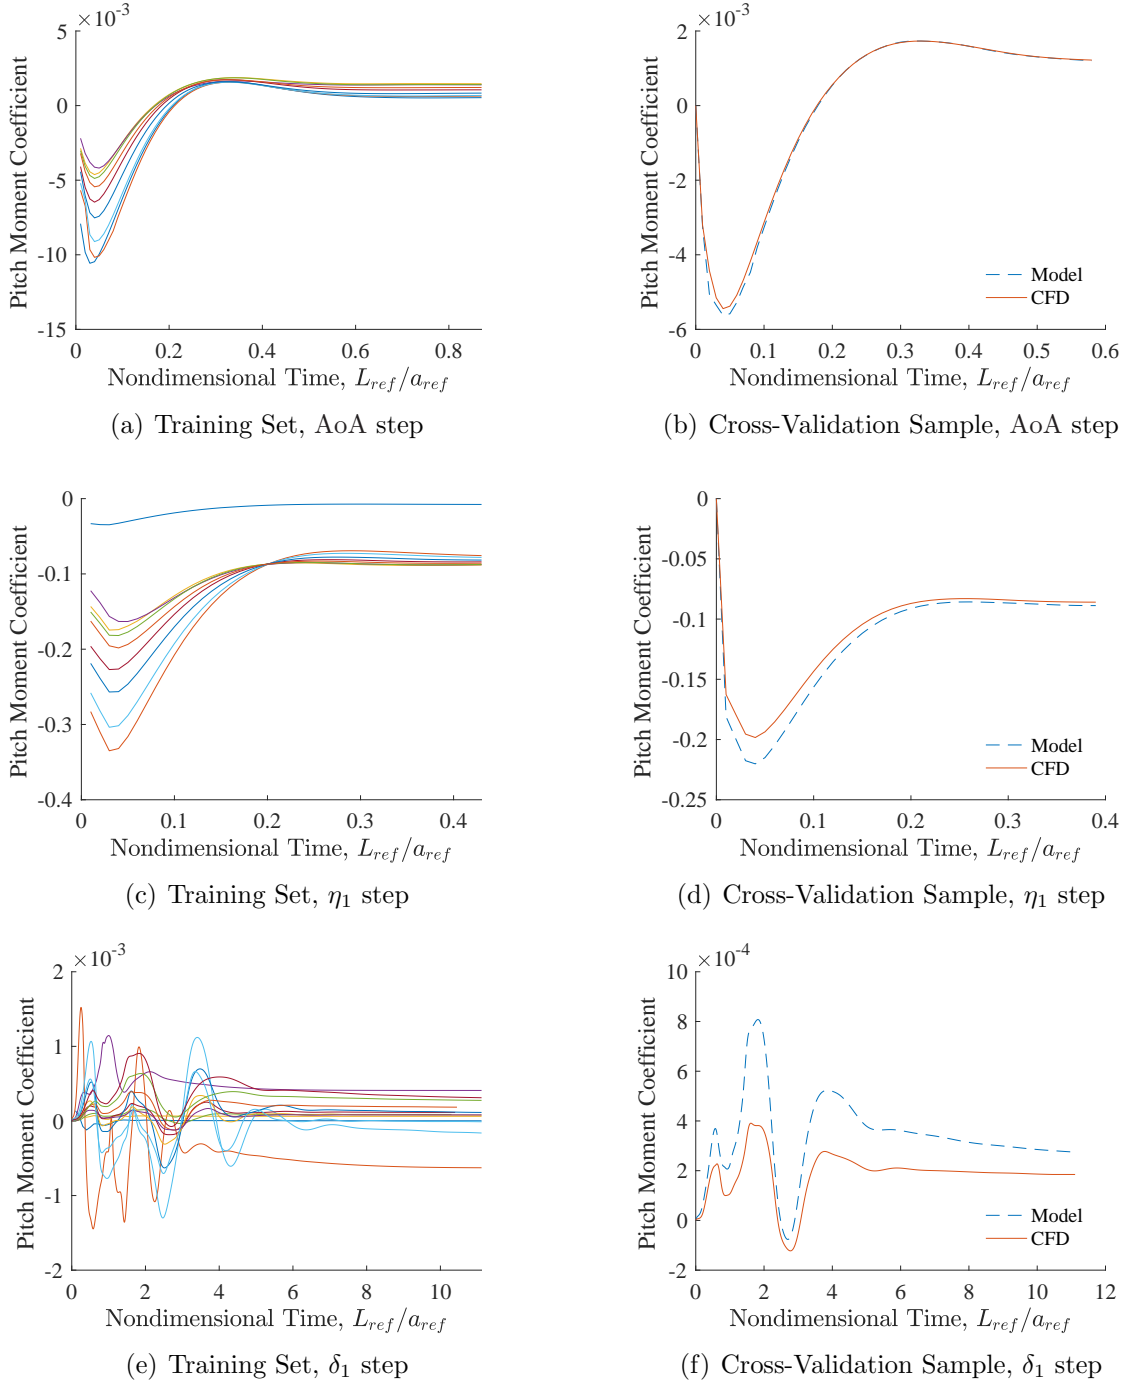 ×10⁻³
5
0
-5
-10
-15
0 0.2 0.4 0.6 0.8
Pitch Moment Coefficient
Nondimensional Time, L_ref/a_ref
(a) Training Set, AoA step
×10⁻³
2
0
-2
-4
-6
0 0.1 0.2 0.3 0.4 0.5 0.6
Pitch Moment Coefficient
Model
CFD
Nondimensional Time, L_ref/a_ref
(b) Cross-Validation Sample, AoA step
0
-0.1
-0.2
-0.3
-0.4
0 0.1 0.2 0.3 0.4
Pitch Moment Coefficient
Nondimensional Time, L_ref/a_ref
(c) Training Set, η₁ step
0
-0.05
-0.1
-0.15
-0.2
-0.25
0 0.1 0.2 0.3 0.4
Pitch Moment Coefficient
Model
CFD
Nondimensional Time, L_ref/a_ref
(d) Cross-Validation Sample, η₁ step
×10⁻³
2
1
0
-1
-2
0 2 4 6 8 10
Pitch Moment Coefficient
Nondimensional Time, L_ref/a_ref
(e) Training Set, δ₁ step
×10⁻⁴
10
8
6
4
2
0
-2
0 2 4 6 8 10 12
Pitch Moment Coefficient
Model
CFD
Nondimensional Time, L_ref/a_ref
(f) Cross-Validation Sample, δ₁ step